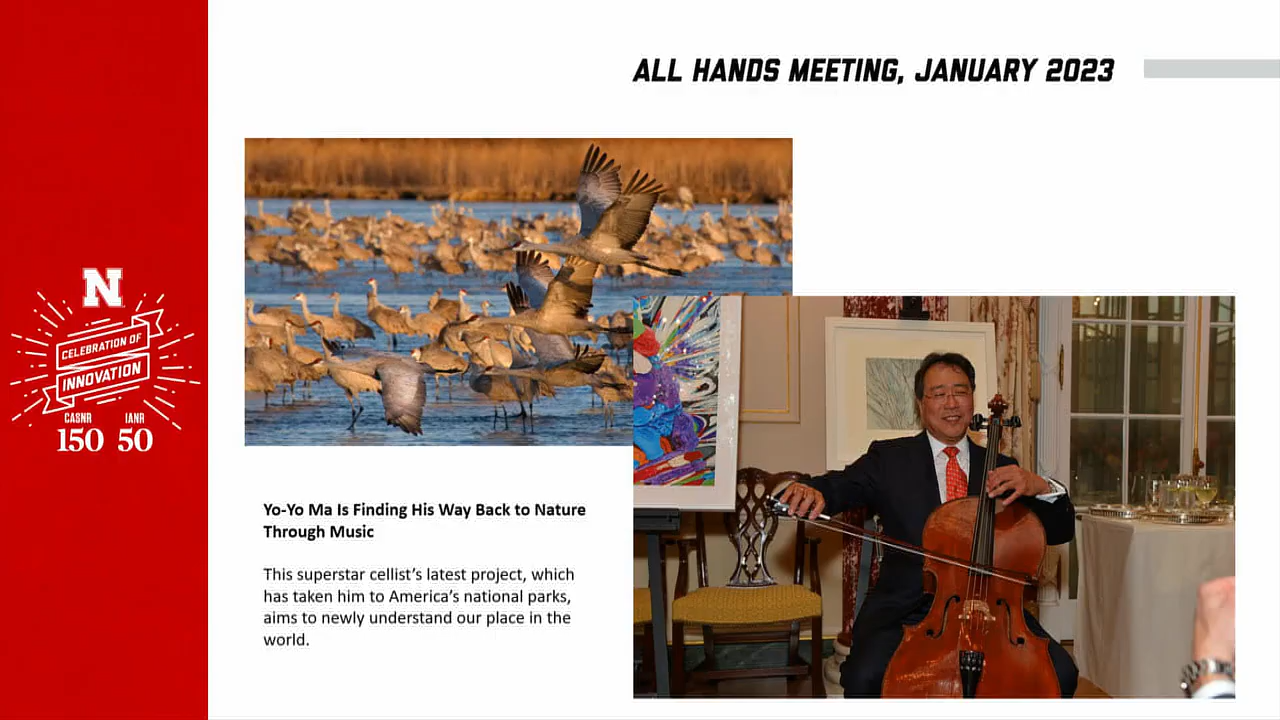 ALL HANDS MEETING, JANUARY 2023
N
CELEBRATION OF
INNOVATION
CASNR IANR
150 50
Yo-Yo Ma Is Finding His Way Back to Nature
Through Music
This superstar cellist’s latest project, which
has taken him to America’s national parks,
aims to newly understand our place in the
world.